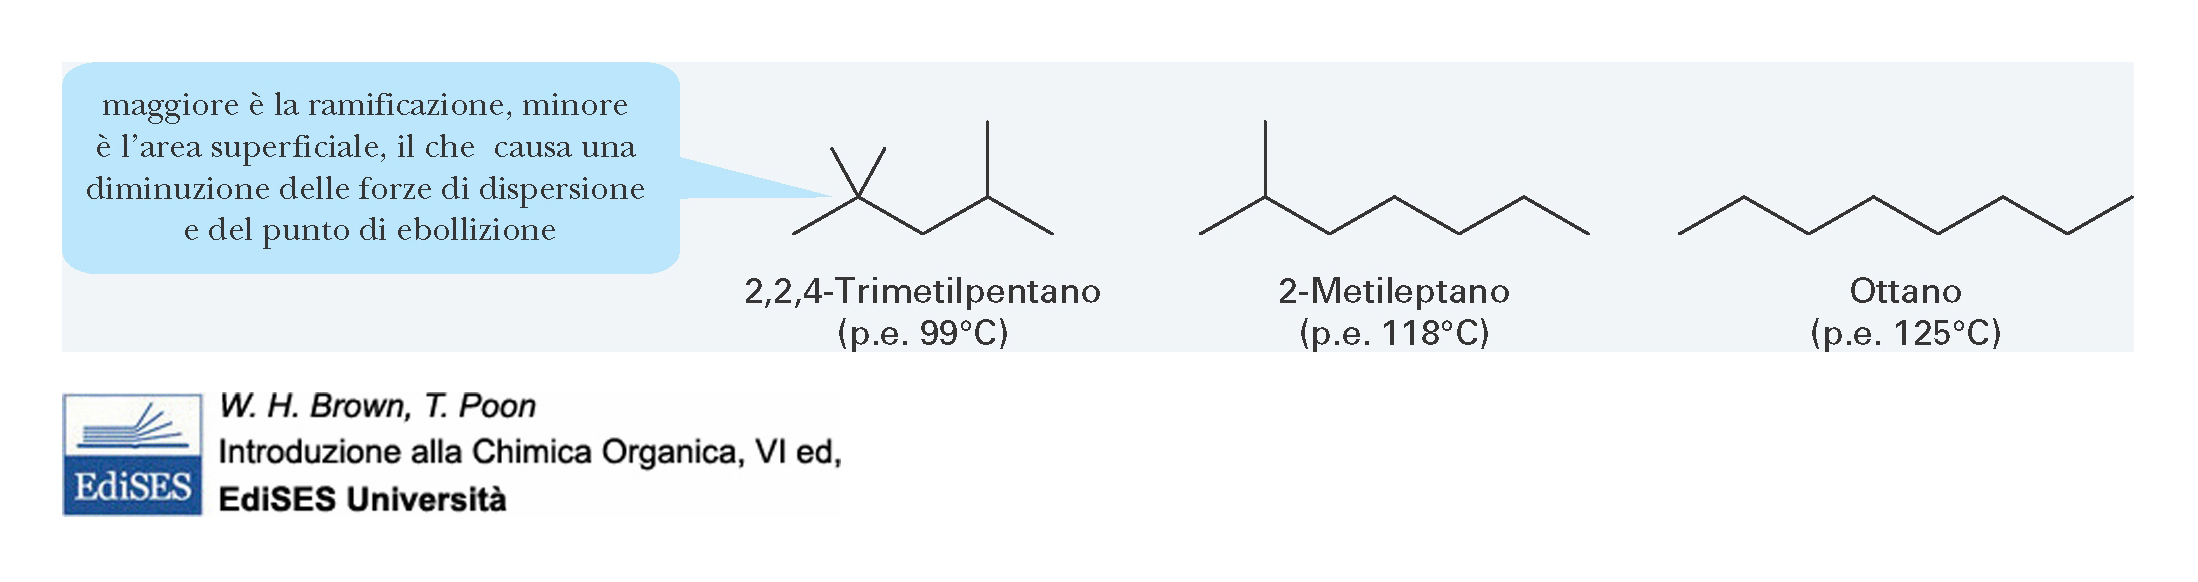 maggiore è la ramificazione, minore
è l'area superficiale, il che causa una
diminuzione delle forze di dispersione
e del punto di ebollizione
2,2,4-Trimetilpentano
(p.e. 99°C)
2-Metileptano
(p.e. 118°C)
Ottano
(p.e. 125°C)
EdiSES
W. H. Brown, T. Poon
Introduzione alla Chimica Organica, VI ed,
EdiSES Università